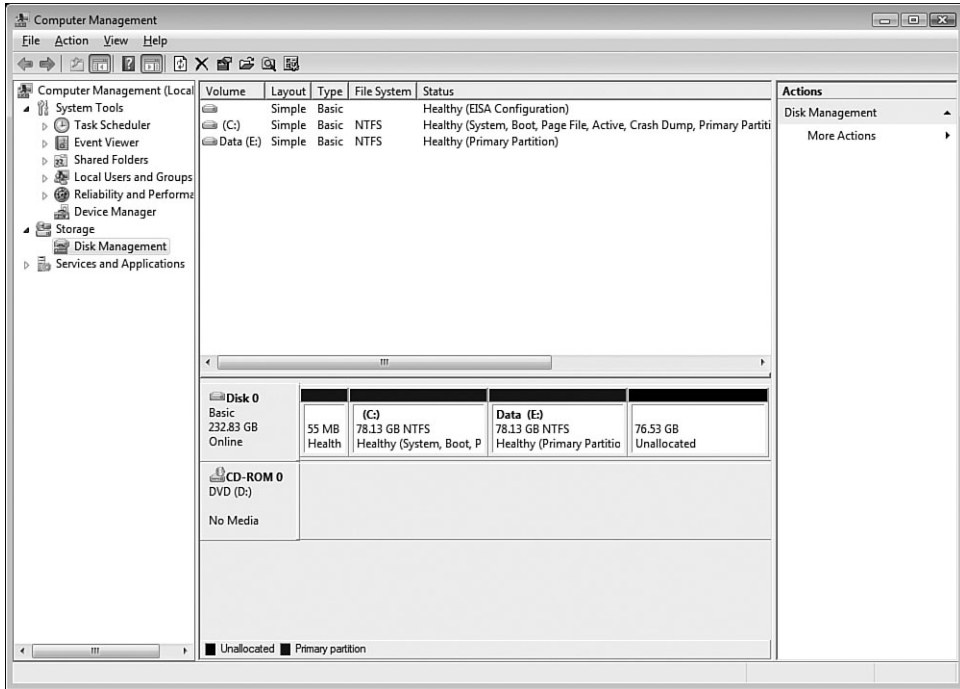 Computer Management
File Action View Help
Computer Management (Local
System Tools
Task Scheduler
Event Viewer
Shared Folders
Local Users and Groups
Reliability and Performa
Device Manager
Storage
Disk Management
Services and Applications
Volume Layout Type File System Status
Simple Basic Healthy (EISA Configuration)
(C:) Simple Basic NTFS Healthy (System, Boot, Page File, Active, Crash Dump, Primary Partiti
Data (E:) Simple Basic NTFS Healthy (Primary Partition)
Disk 0
Basic
232.83 GB
Online
55 MB
Health
(C:)
78.13 GB NTFS
Healthy (System, Boot, P
Data (E:)
78.13 GB NTFS
Healthy (Primary Partitio
76.53 GB
Unallocated
CD-ROM 0
DVD (D:)
No Media
Unallocated Primary partition
Actions
Disk Management
More Actions